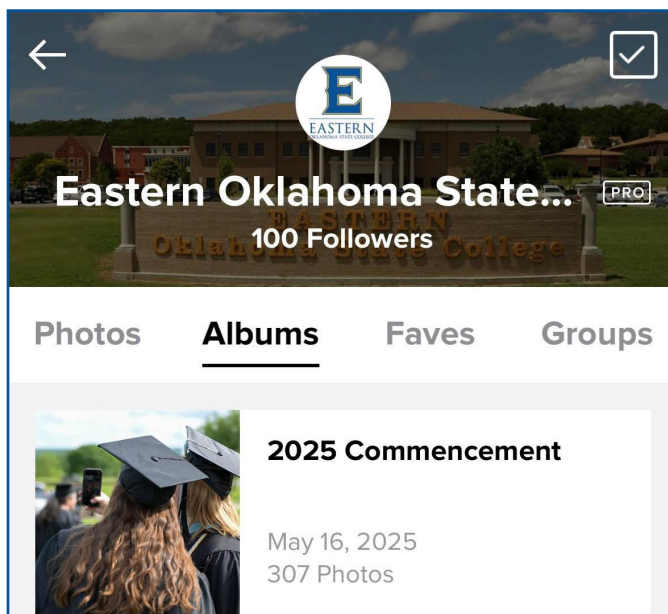 E
EASTERN
OKLAHOMA STATE COLLEGE
Eastern Oklahoma State... PRO
100 Followers
EASTERN
Oklahoma State College
Photos Albums Faves Groups
2025 Commencement
May 16, 2025
307 Photos